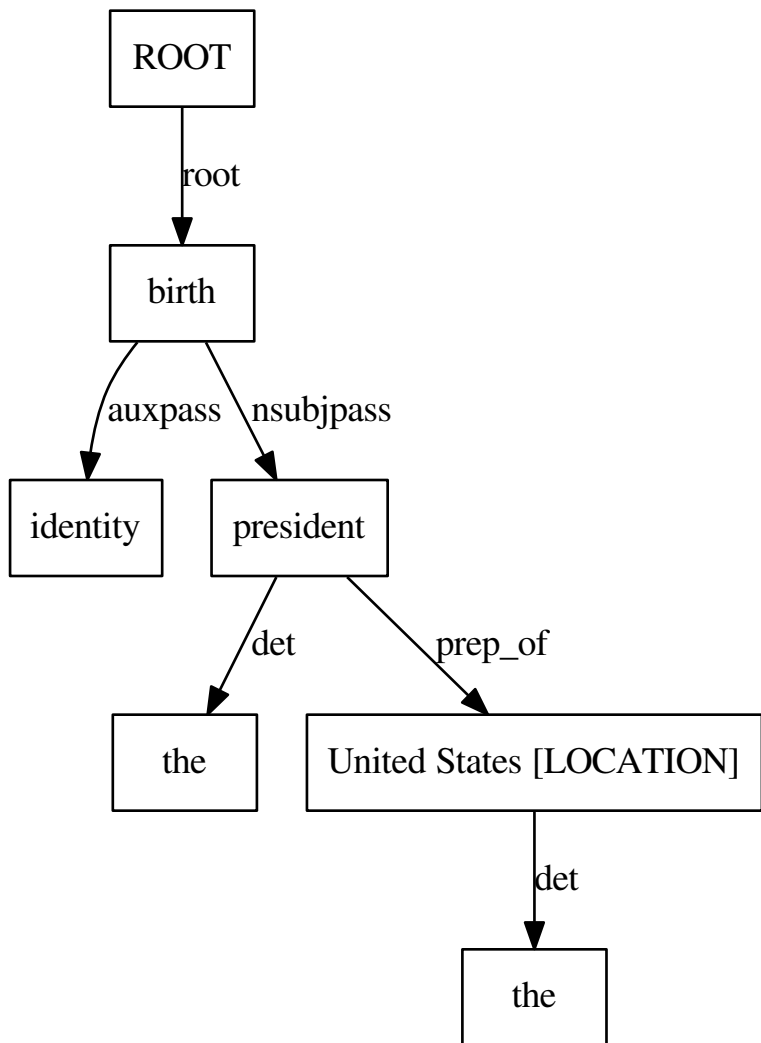 ROOT
root
birth
auxpass nsubjpass
identity president
det prep_of
the United States [LOCATION]
det
the